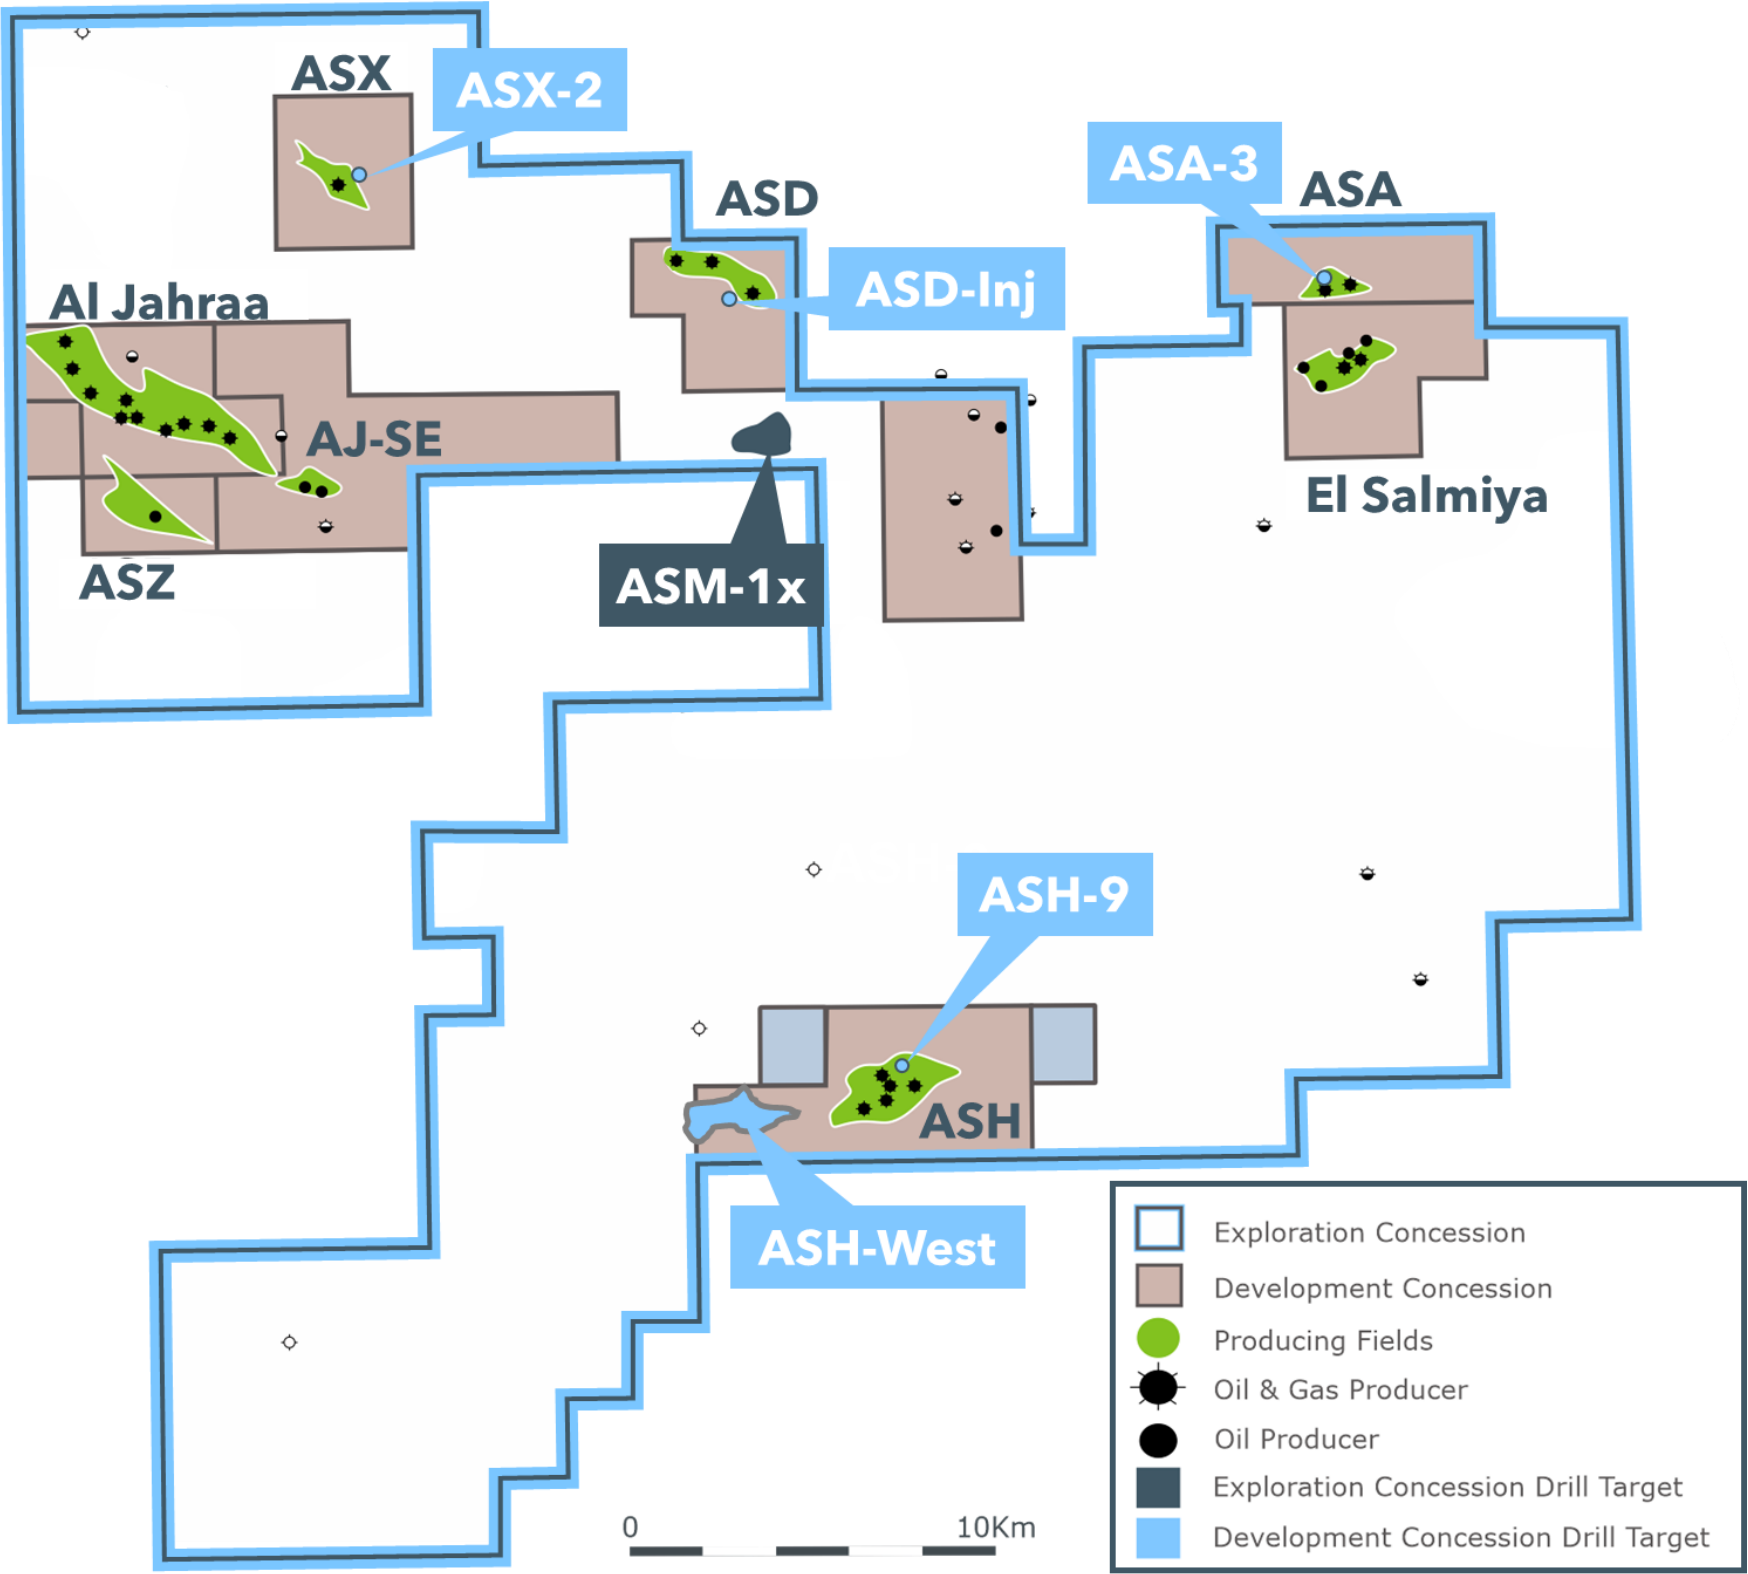 ASX
ASX-2
ASD
ASA-3
ASA
ASD-Inj
Al Jahraa
AJ-SE
ASZ
ASM-1x
El Salmiya
ASH-9
ASH
ASH-West
0 10Km
Exploration Concession
Development Concession
Producing Fields
Oil & Gas Producer
Oil Producer
Exploration Concession Drill Target
Development Concession Drill Target